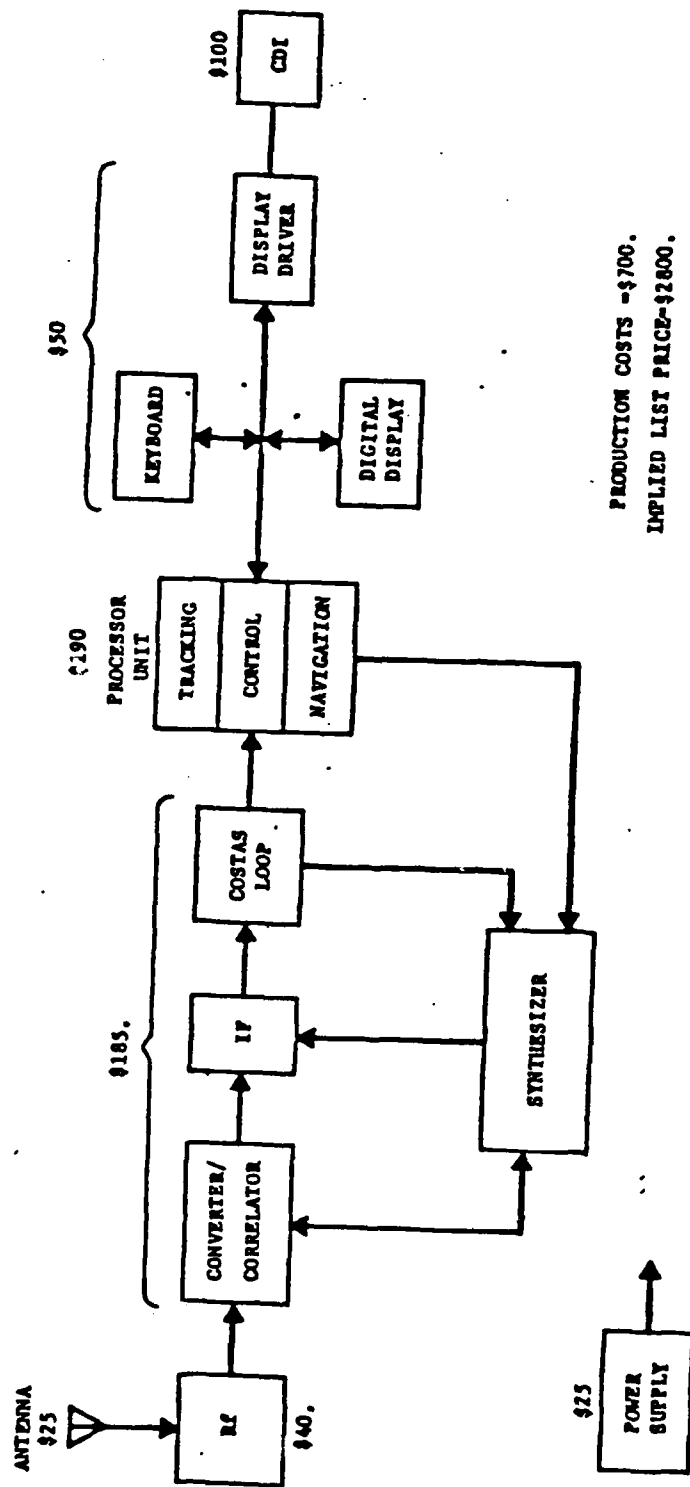 ANTENNA
$25
Rf
$40.
$185.
CONVERTER/
CORRELATOR
IF
COSTAS
LOOP
SYNTHESIZER
$25
POWER
SUPPLY
PROCESSOR
UNIT
TRACKING
CONTROL
NAVIGATION
$50
KEYBOARD
DIGITAL
DISPLAY
DISPLAY
DRIVER
$100
CDI
PRODUCTION COSTS =$700.
IMPLIED LIST PRICE=$2800.